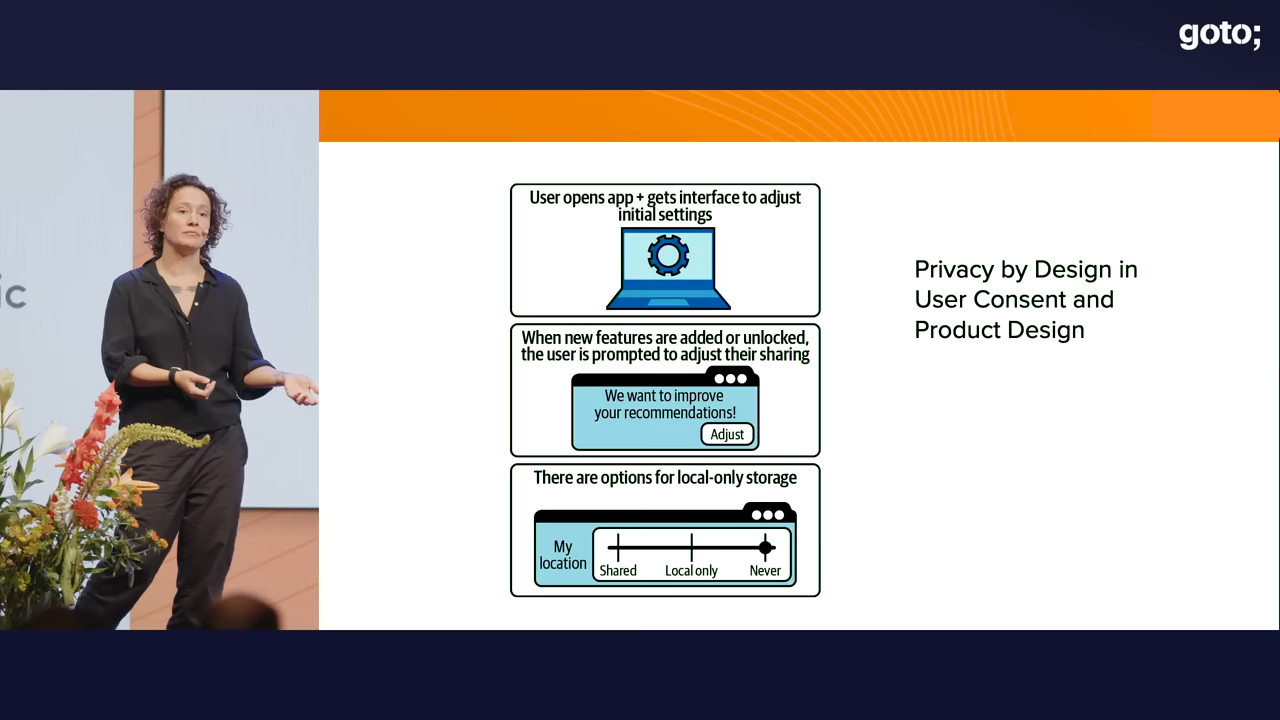 goto;
ic
User opens app + gets interface to adjust
initial settings
When new features are added or unlocked,
the user is prompted to adjust their sharing
We want to improve
your recommendations!
Adjust
There are options for local-only storage
My
location
Shared
Local only
Never
Privacy by Design in
User Consent and
Product Design